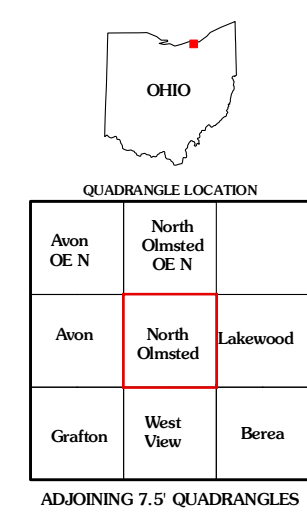 OHIO
QUADRANGLE LOCATION
Avon
OE N
North
Olmsted
OE N
Avon
North
Olmsted
Lakewood
Grafton
West
View
Berea
ADJOINING 7.5' QUADRANGLES